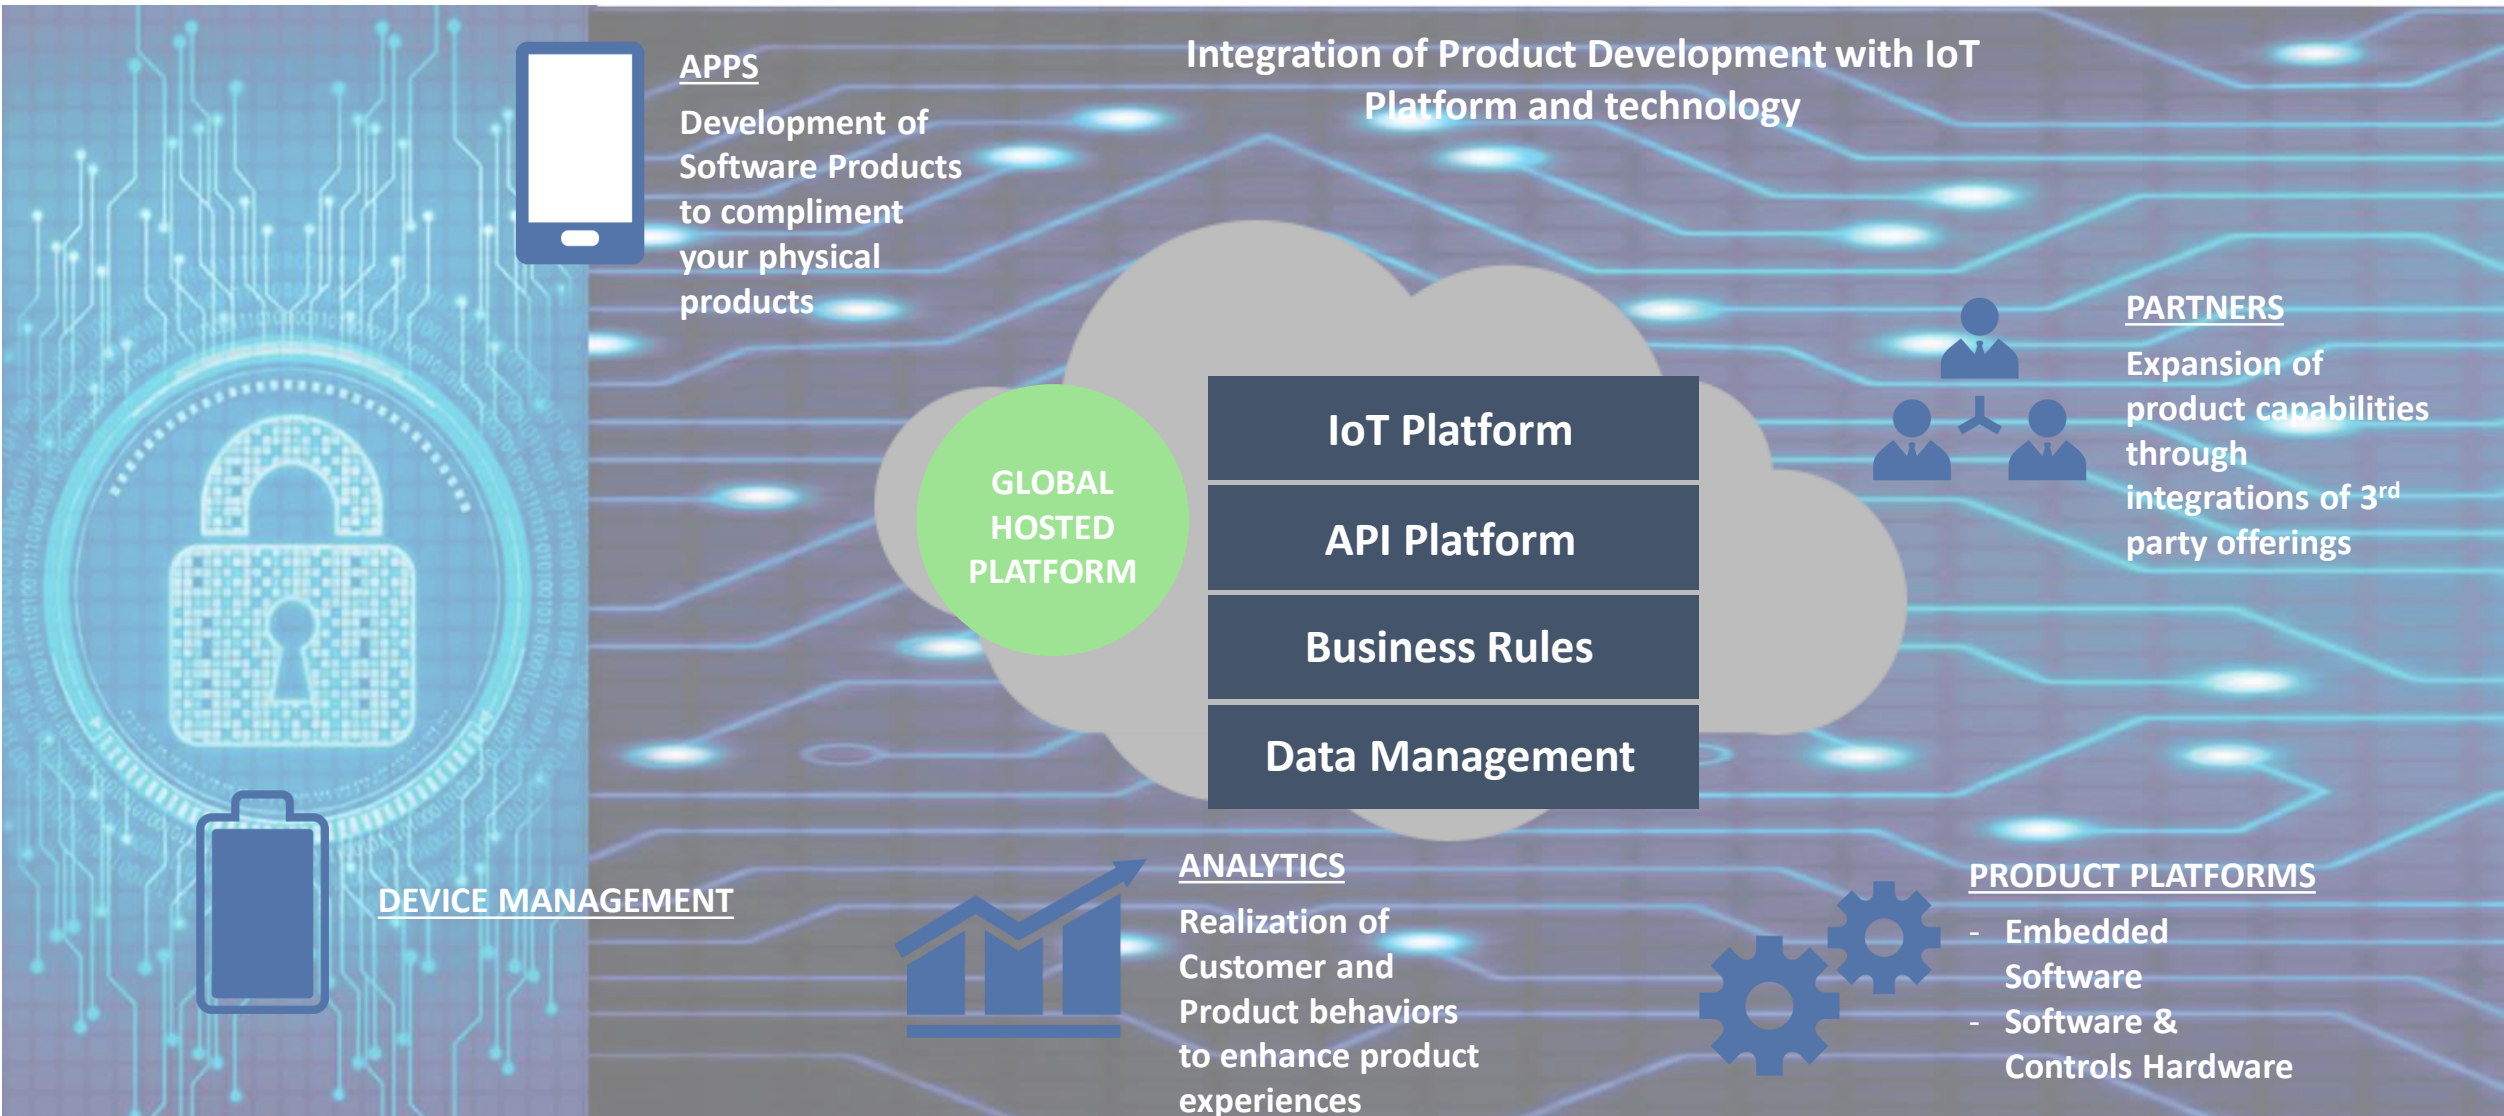 Integration of Product Development with IoT
Platform and technology
APPS
Development of
Software Products
to compliment
your physical
products
PARTNERS
Expansion of
product capabilities
through
integrations of 3rd
party offerings
GLOBAL
HOSTED
PLATFORM
IoT Platform
API Platform
Business Rules
Data Management
DEVICE MANAGEMENT
ANALYTICS
Realization of
Customer and
Product behaviors
to enhance product
experiences
PRODUCT PLATFORMS
- Embedded
Software
- Software &
Controls Hardware